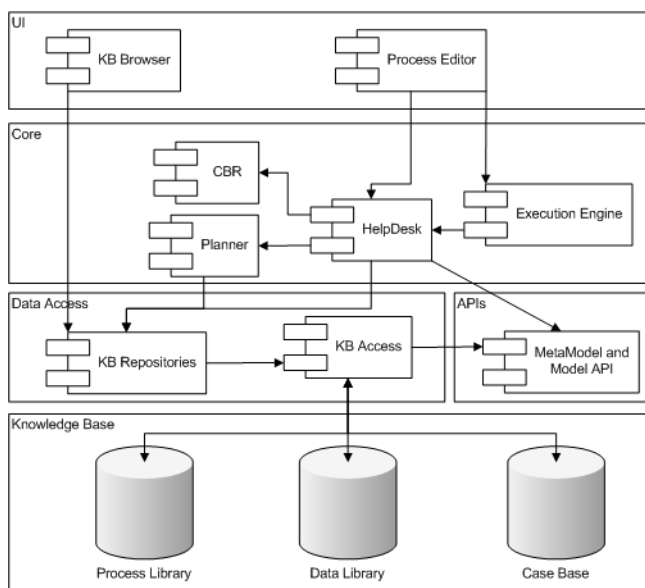 UI
KB Browser
Process Editor
Core
CBR
HelpDesk
Execution Engine
Planner
Data Access
APIs
KB Repositories
KB Access
MetaModel and
Model API
Knowledge Base
Process Library
Data Library
Case Base